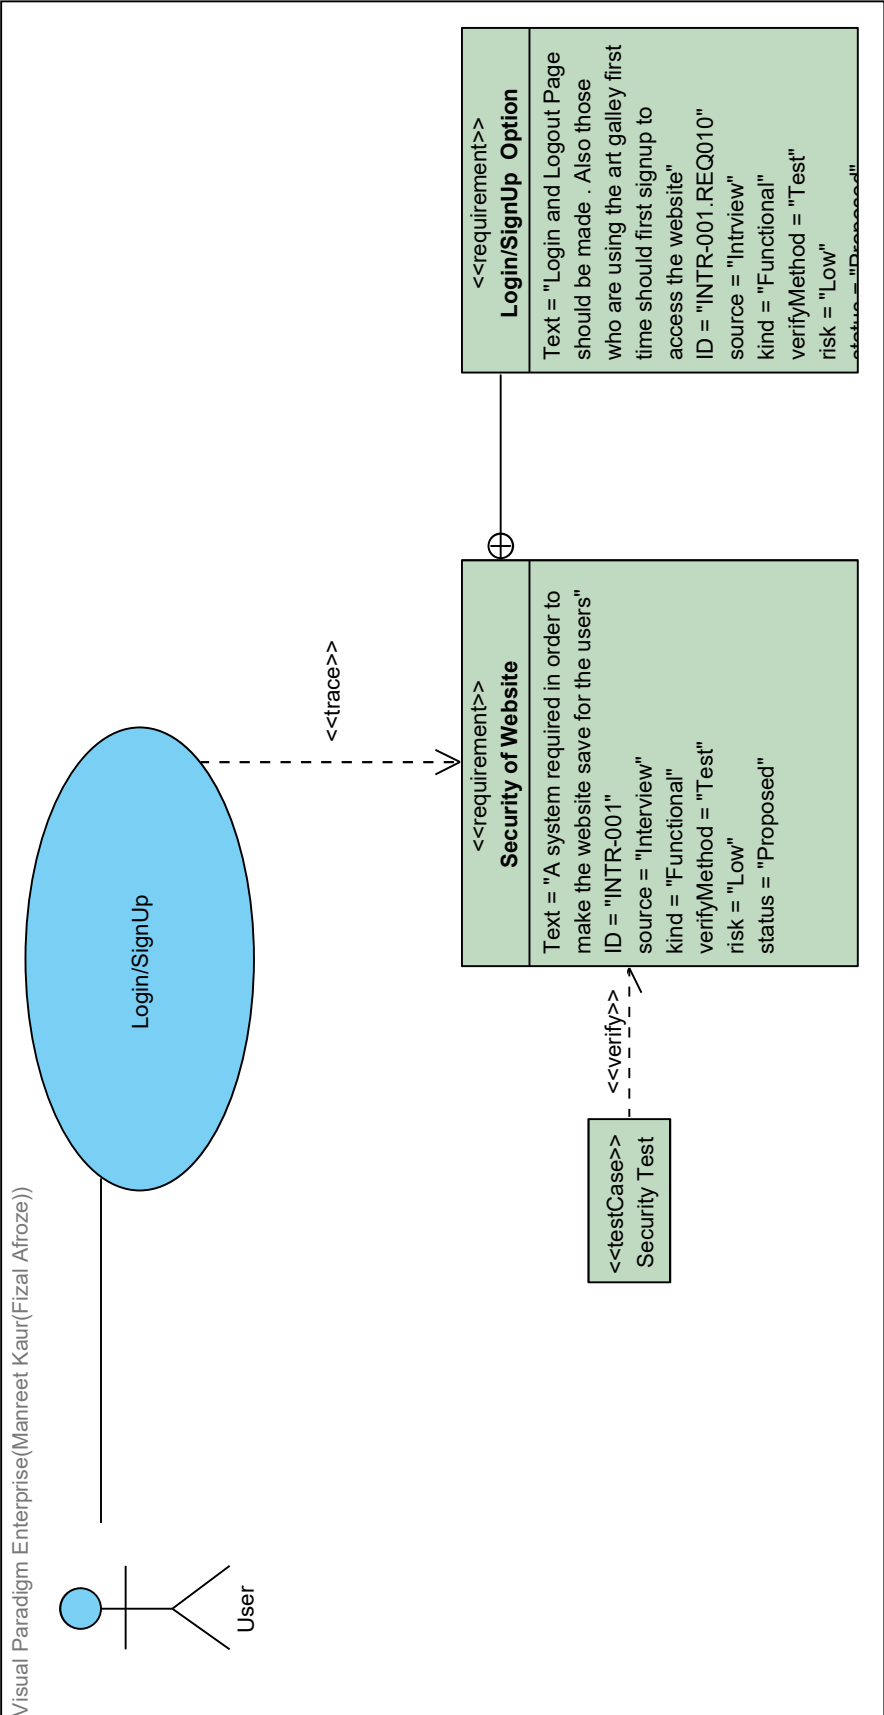 Visual Paradigm Enterprise(Manreet Kaur(Fizal Afroze))
User
Login/SignUp
<<trace>>
<<testCase>>
Security Test
<<verify>>
<<requirement>>
Security of Website
Text = "A system required in order to
make the website save for the users"
ID = "INTR-001"
source = "Interview"
kind = "Functional"
verifyMethod = "Test"
risk = "Low"
status = "Proposed"
<<requirement>>
Login/SignUp Option
Text = "Login and Logout Page
should be made . Also those
who are using the art galley first
time should first signup to
access the website"
ID = "INTR-001.REQ010"
source = "Intrview"
kind = "Functional"
verifyMethod = "Test"
risk = "Low"
status = "Proposed"